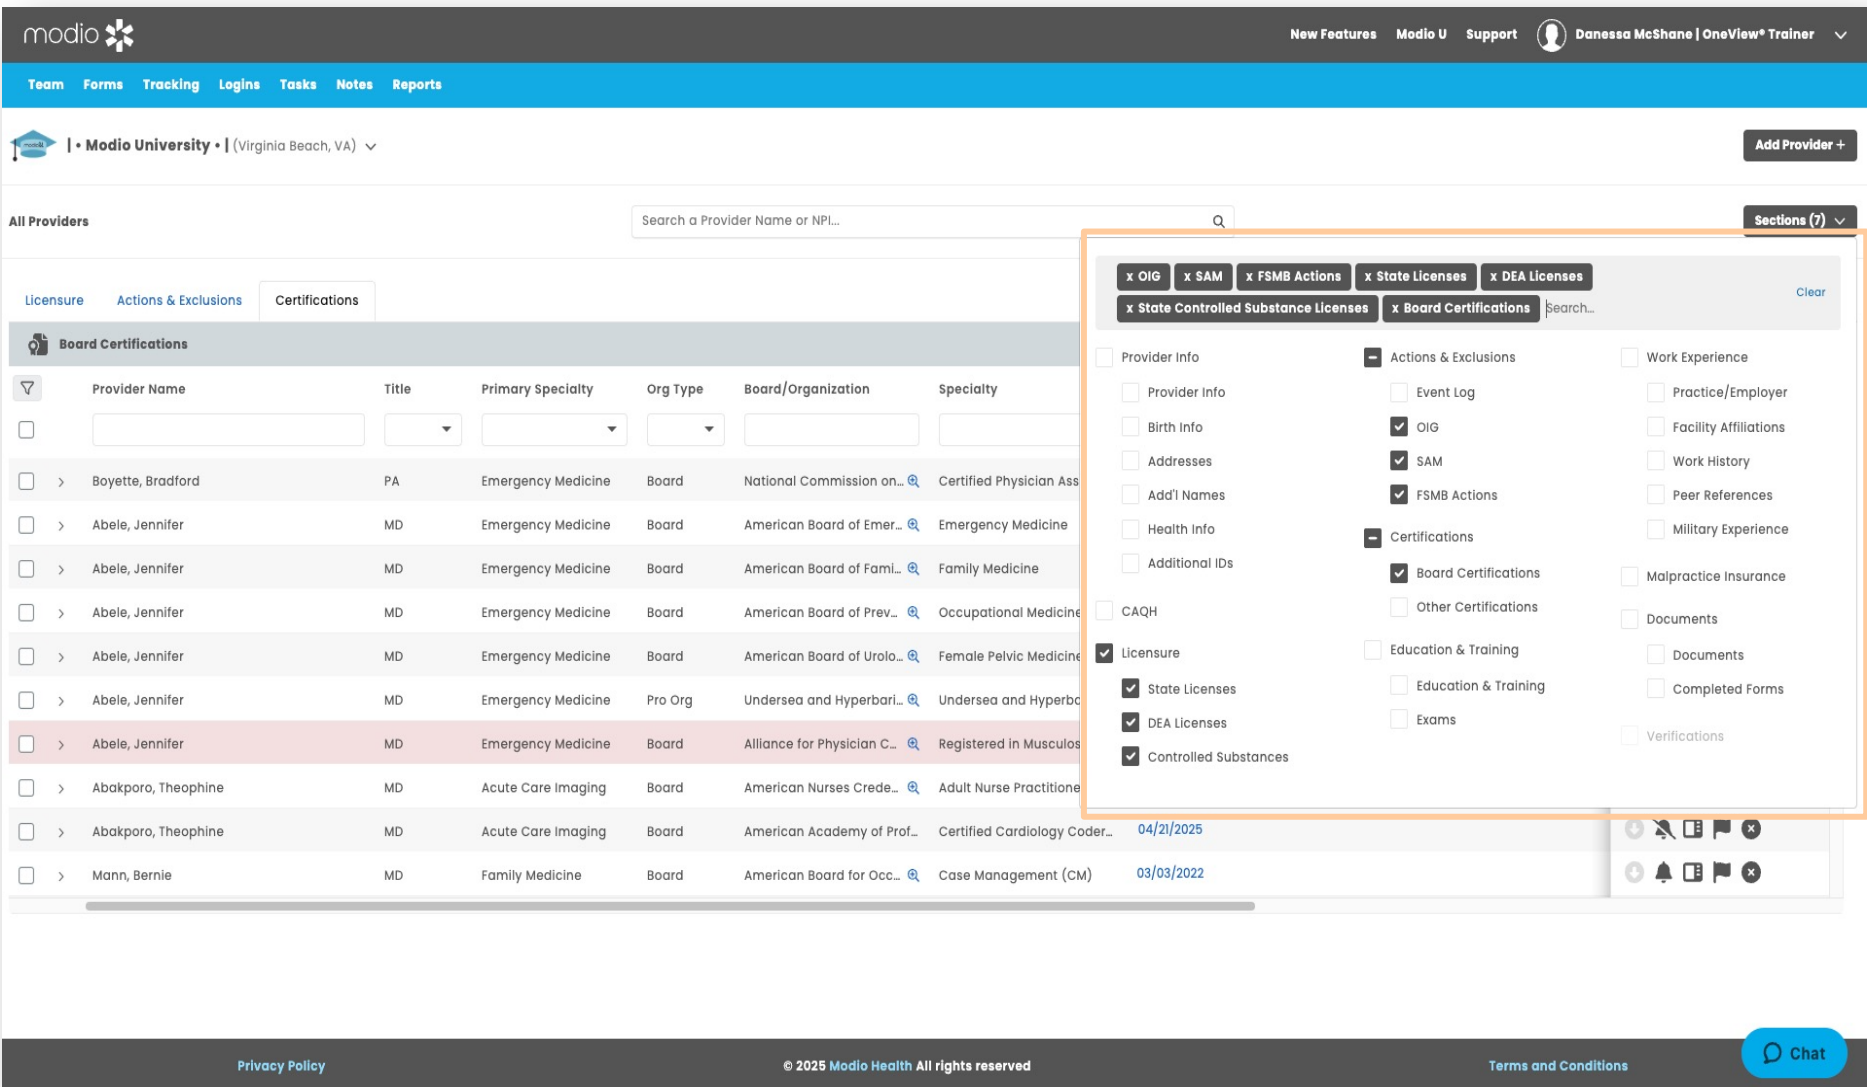 modio
New Features Modio U Support Danessa McShane | OneView® Trainer
Team Forms Tracking Logins Tasks Notes Reports
| • Modio University • | (Virginia Beach, VA)
Add Provider +
All Providers
Search a Provider Name or NPI...
Sections (7)
x OIG x SAM x FSMB Actions x State Licenses x DEA Licenses
x State Controlled Substance Licenses x Board Certifications Search...
Clear
Licensure Actions & Exclusions Certifications
Board Certifications
Provider Name Title Primary Specialty Org Type Board/Organization Specialty
Boyette, Bradford PA Emergency Medicine Board National Commission on... Certified Physician Ass
Abele, Jennifer MD Emergency Medicine Board American Board of Emer... Emergency Medicine
Abele, Jennifer MD Emergency Medicine Board American Board of Fami... Family Medicine
Abele, Jennifer MD Emergency Medicine Board American Board of Prev... Occupational Medicine
Abele, Jennifer MD Emergency Medicine Board American Board of Urolo... Female Pelvic Medicine
Abele, Jennifer MD Emergency Medicine Pro Org Undersea and Hyperbari... Undersea and Hyperbc
Abele, Jennifer MD Emergency Medicine Board Alliance for Physician C... Registered in Musculos
Abakporo, Theophine MD Acute Care Imaging Board American Nurses Crede... Adult Nurse Practitione
Abakporo, Theophine MD Acute Care Imaging Board American Academy of Prof... Certified Cardiology Coder... 04/21/2025
Mann, Bernie MD Family Medicine Board American Board for Occ... Case Management (CM) 03/03/2022
Provider Info
Provider Info
Birth Info
Addresses
Add'l Names
Health Info
Additional IDs
CAQH
Licensure
State Licenses
DEA Licenses
Controlled Substances
Actions & Exclusions
Event Log
OIG
SAM
FSMB Actions
Certifications
Board Certifications
Other Certifications
Education & Training
Education & Training
Exams
Work Experience
Practice/Employer
Facility Affiliations
Work History
Peer References
Military Experience
Malpractice Insurance
Documents
Documents
Completed Forms
Verifications
Privacy Policy © 2025 Modio Health All rights reserved Terms and Conditions
Chat